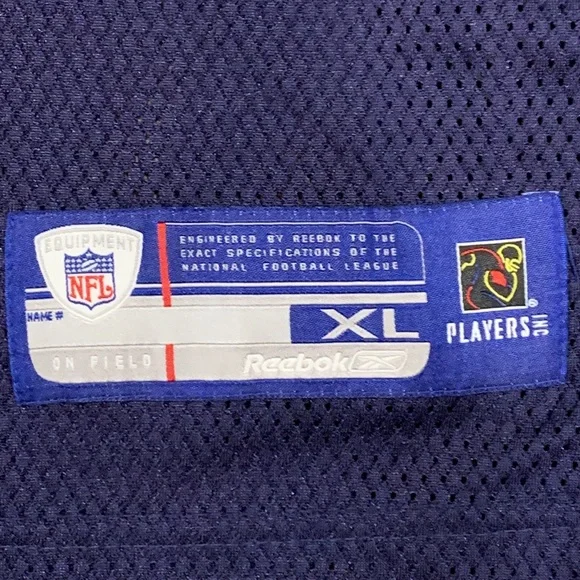 EQUIPMENT
NFL
ENGINEERED BY REEBOK TO THE
EXACT SPECIFICATIONS OF THE
NATIONAL FOOTBALL LEAGUE
NAME #
XL
ON FIELD
Reebok
®
PLAYERS INC